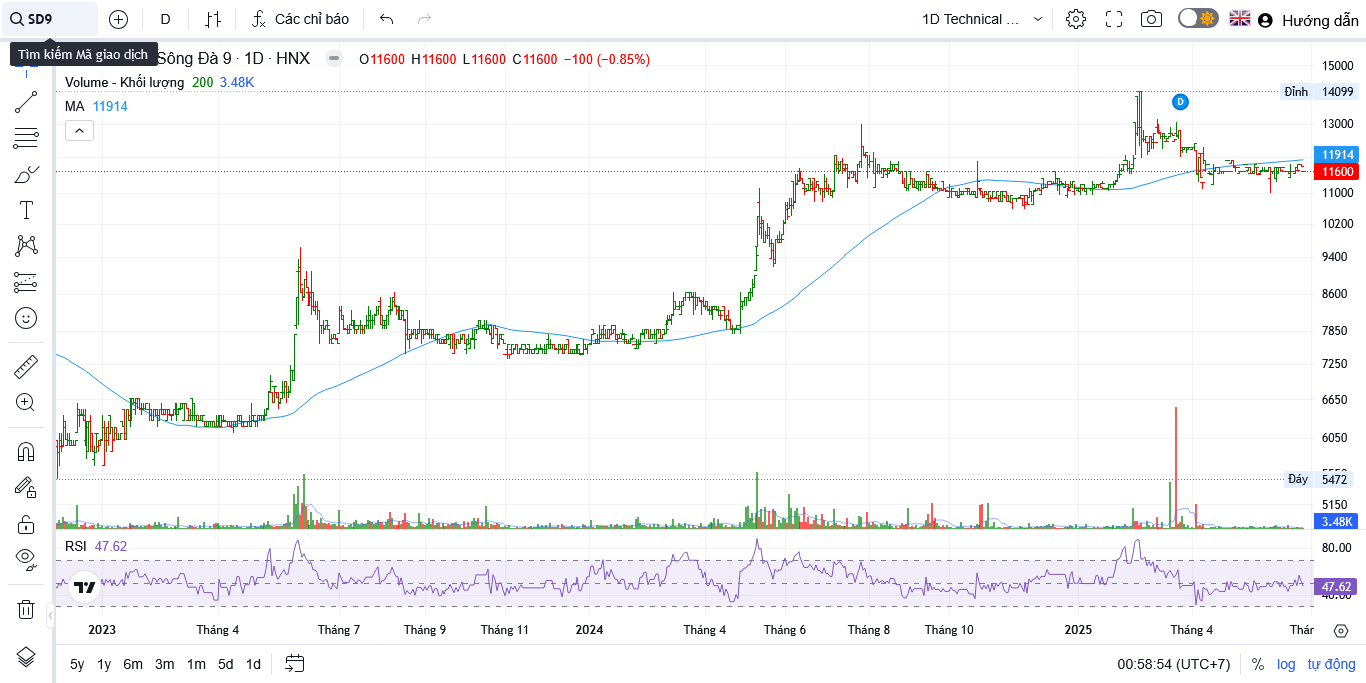 SD9
D
Các chỉ báo
1D Technical ...
Hướng dẫn
Tìm kiếm Mã giao dịch
Sông Đà 9 · 1D · HNX
O11600 H11600 L11600 C11600 −100 (−0.85%)
Volume - Khối lượng 200 3.48K
MA 11914
15000
Đỉnh 14099
D
13000
11914
11600
11000
10200
9400
8600
7850
7250
6650
6050
Đáy 5472
5150
3.48K
RSI 47.62
80.00
47.62
40.00
2023 Tháng 4 Tháng 7 Tháng 9 Tháng 11 2024 Tháng 4 Tháng 6 Tháng 8 Tháng 10 2025 Tháng 4 Thán
5y 1y 6m 3m 1m 5d 1d
00:58:54 (UTC+7) % log tự động